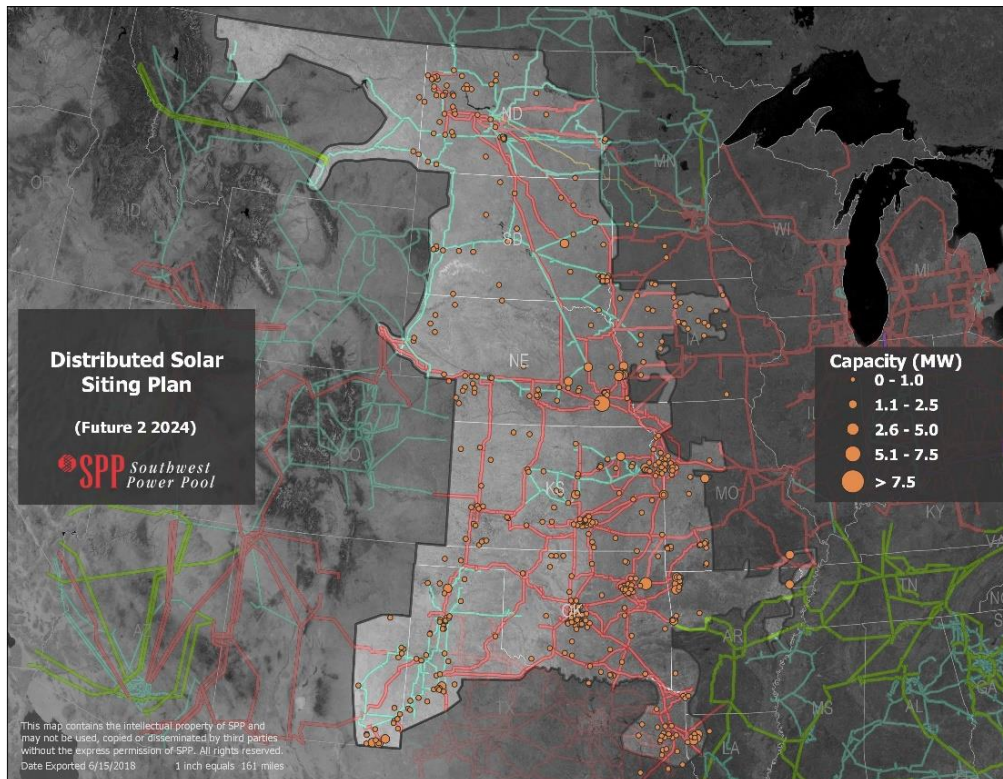 Distributed Solar
Siting Plan
(Future 2 2024)
SPP Southwest
Power Pool
This map contains the intellectual property of SPP and
may not be used, copied or disseminated by third parties
without the express permission of SPP. All rights reserved.
Date Exported 6/15/2018 1 inch equals 161 miles
Capacity (MW)
0 - 1.0
1.1 - 2.5
2.6 - 5.0
5.1 - 7.5
> 7.5
ND
MN
OR
ID
SD
WI
MI
IA
NE
KS
MO
KY
VA
TN
OK
AR
MS
AL
LA